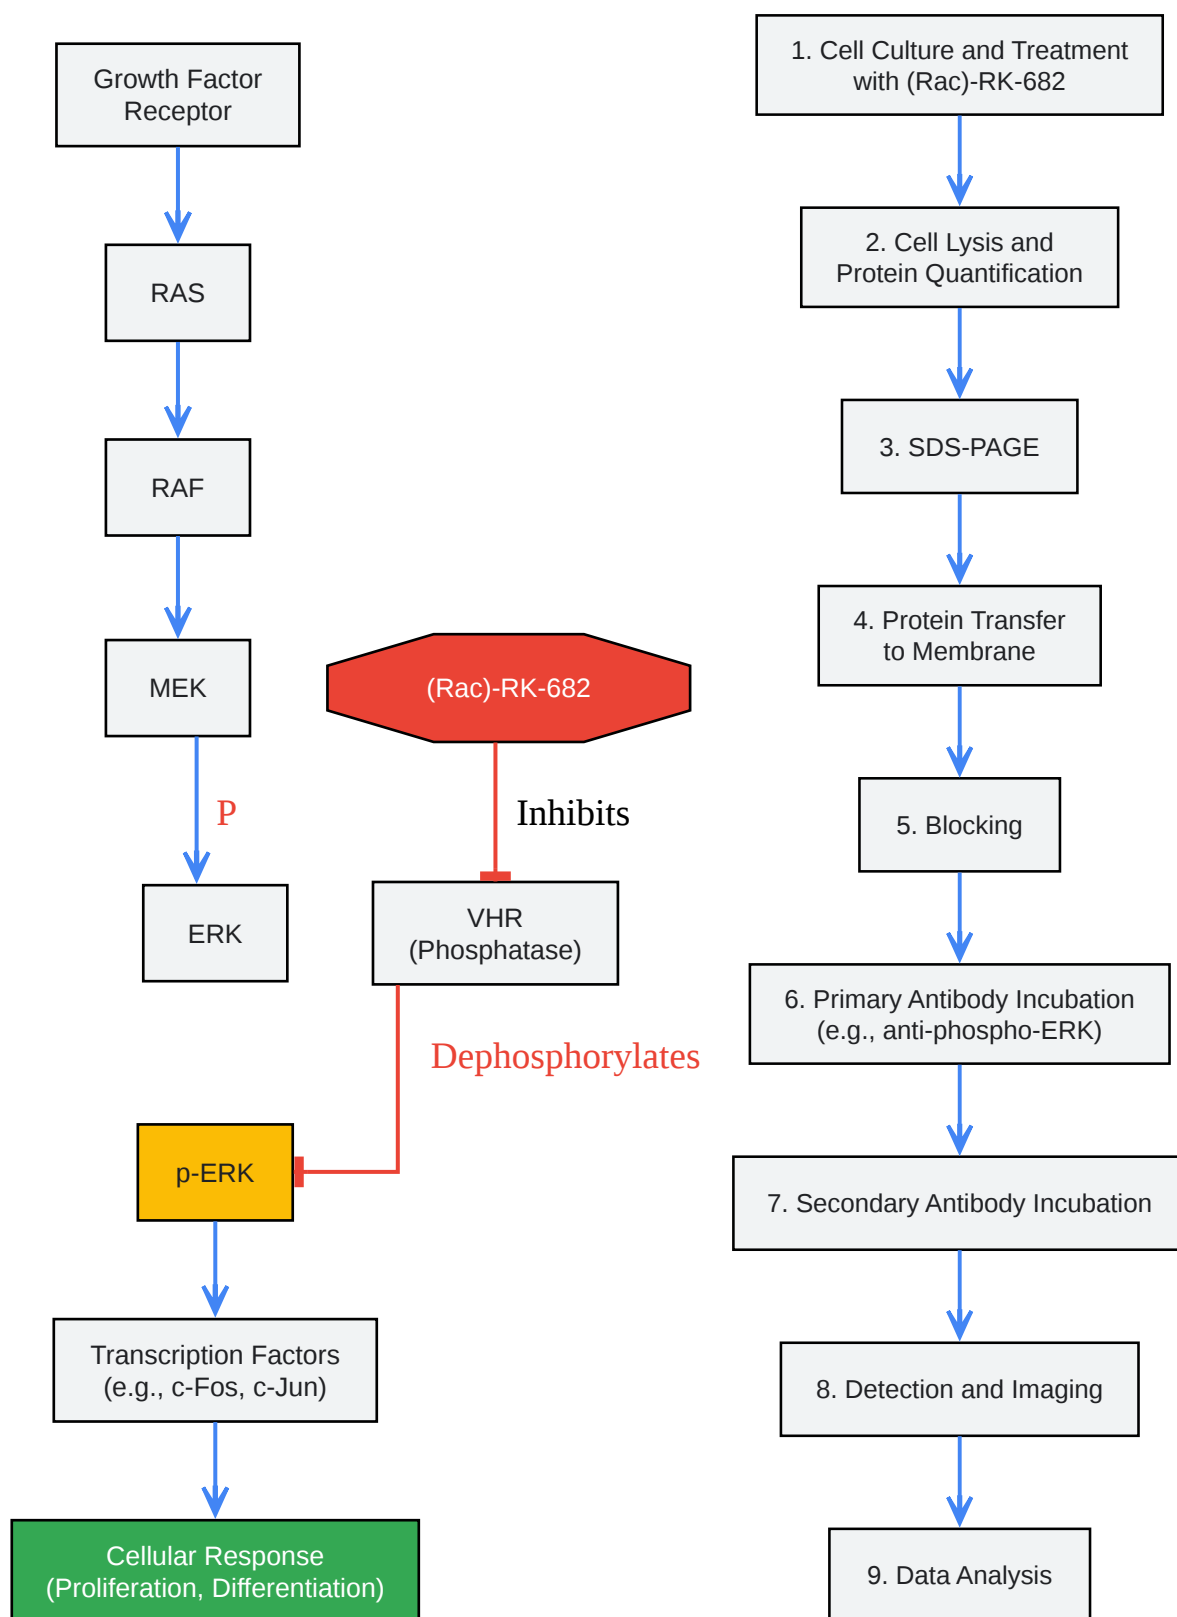 Growth Factor
Receptor
RAS
RAF
MEK
P
ERK
(Rac)-RK-682
Inhibits
VHR
(Phosphatase)
Dephosphorylates
p-ERK
Transcription Factors
(e.g., c-Fos, c-Jun)
Cellular Response
(Proliferation, Differentiation)
1. Cell Culture and Treatment
with (Rac)-RK-682
2. Cell Lysis and
Protein Quantification
3. SDS-PAGE
4. Protein Transfer
to Membrane
5. Blocking
6. Primary Antibody Incubation
(e.g., anti-phospho-ERK)
7. Secondary Antibody Incubation
8. Detection and Imaging
9. Data Analysis